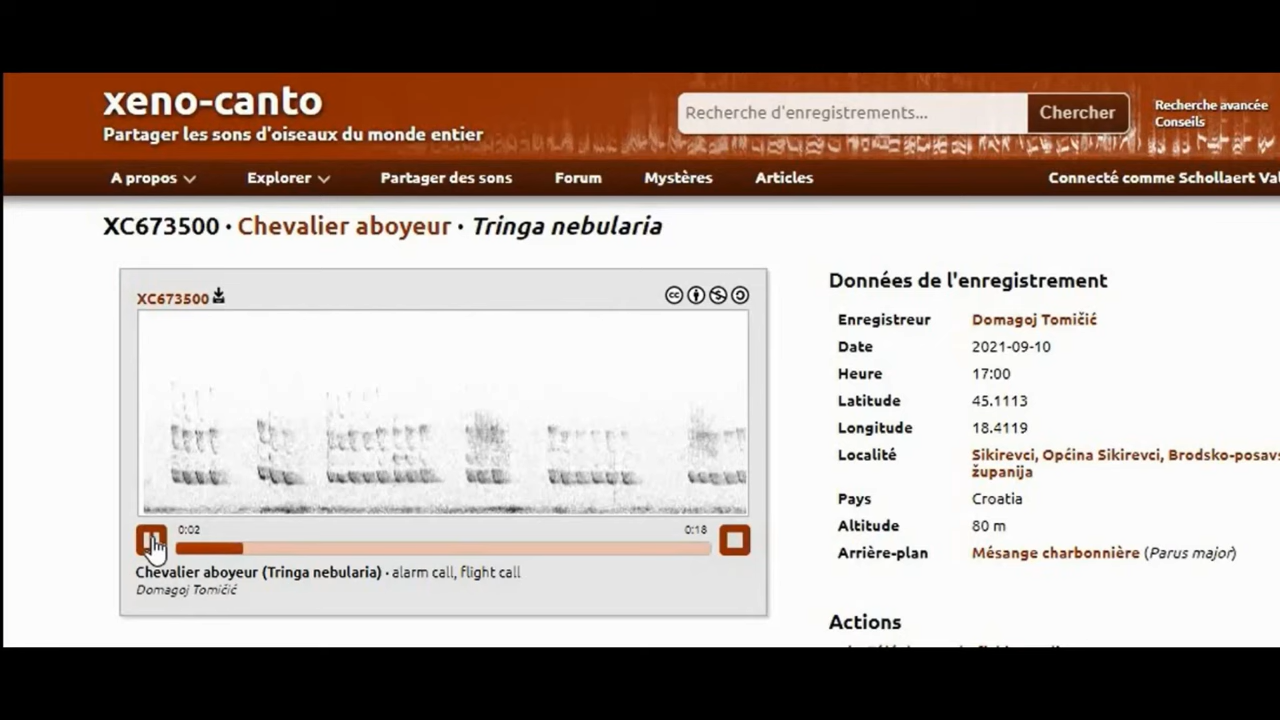 xeno-canto
Partager les sons d'oiseaux du monde entier
Recherche d'enregistrements...
Chercher
Recherche avancée
Conseils
A propos
Explorer
Partager des sons
Forum
Mystères
Articles
Connecté comme Schollaert Val
XC673500 · Chevalier aboyeur · Tringa nebularia
XC673500
cc
0:02
0:18
Chevalier aboyeur (Tringa nebularia) · alarm call, flight call
Domagoj Tomičić
Données de l'enregistrement
Enregistreur Domagoj Tomičić
Date 2021-09-10
Heure 17:00
Latitude 45.1113
Longitude 18.4119
Localité Sikirevci, Općina Sikirevci, Brodsko-posavs
županija
Pays Croatia
Altitude 80 m
Arrière-plan Mésange charbonnière (Parus major)
Actions